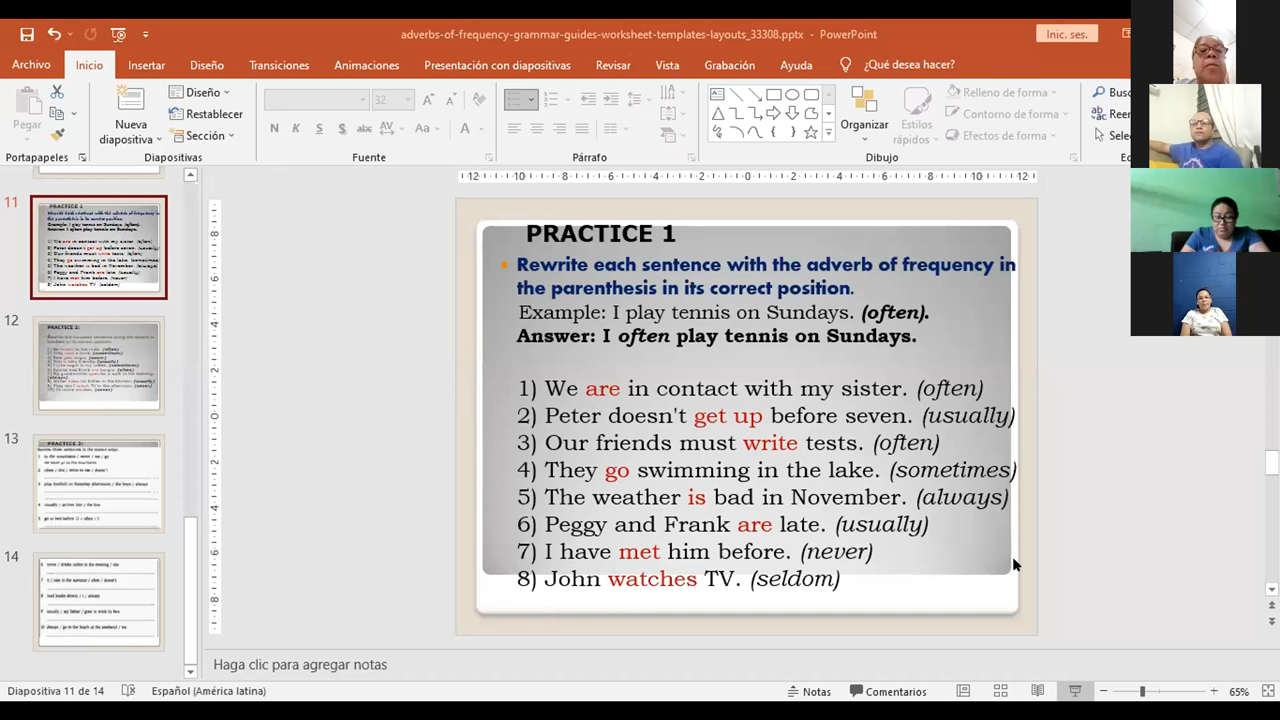 adverbs-of-frequency-grammar-guides-worksheet-templates-layouts_33308.pptx - PowerPoint
Inic. ses.
Archivo Inicio Insertar Diseño Transiciones Animaciones Presentación con diapositivas Revisar Vista Grabación Ayuda ¿Qué desea hacer?
Pegar
Nueva diapositiva
Diseño
Restablecer
Sección
32
N K S S abc AV Aa A
Organizar
Estilos rápidos
Relleno de forma
Contorno de forma
Efectos de forma
Portapapeles Diapositivas Fuente Párrafo Dibujo
11
12
13
14
PRACTICE 1
Rewrite each sentence with the adverb of frequency in
the parenthesis in its correct position.
Example: I play tennis on Sundays. (often).
Answer: I often play tennis on Sundays.
1) We are in contact with my sister. (often)
2) Peter doesn't get up before seven. (usually)
3) Our friends must write tests. (often)
4) They go swimming in the lake. (sometimes)
5) The weather is bad in November. (always)
6) Peggy and Frank are late. (usually)
7) I have met him before. (never)
8) John watches TV. (seldom)
Haga clic para agregar notas
Diapositiva 11 de 14 Español (América latina) Notas Comentarios 65%